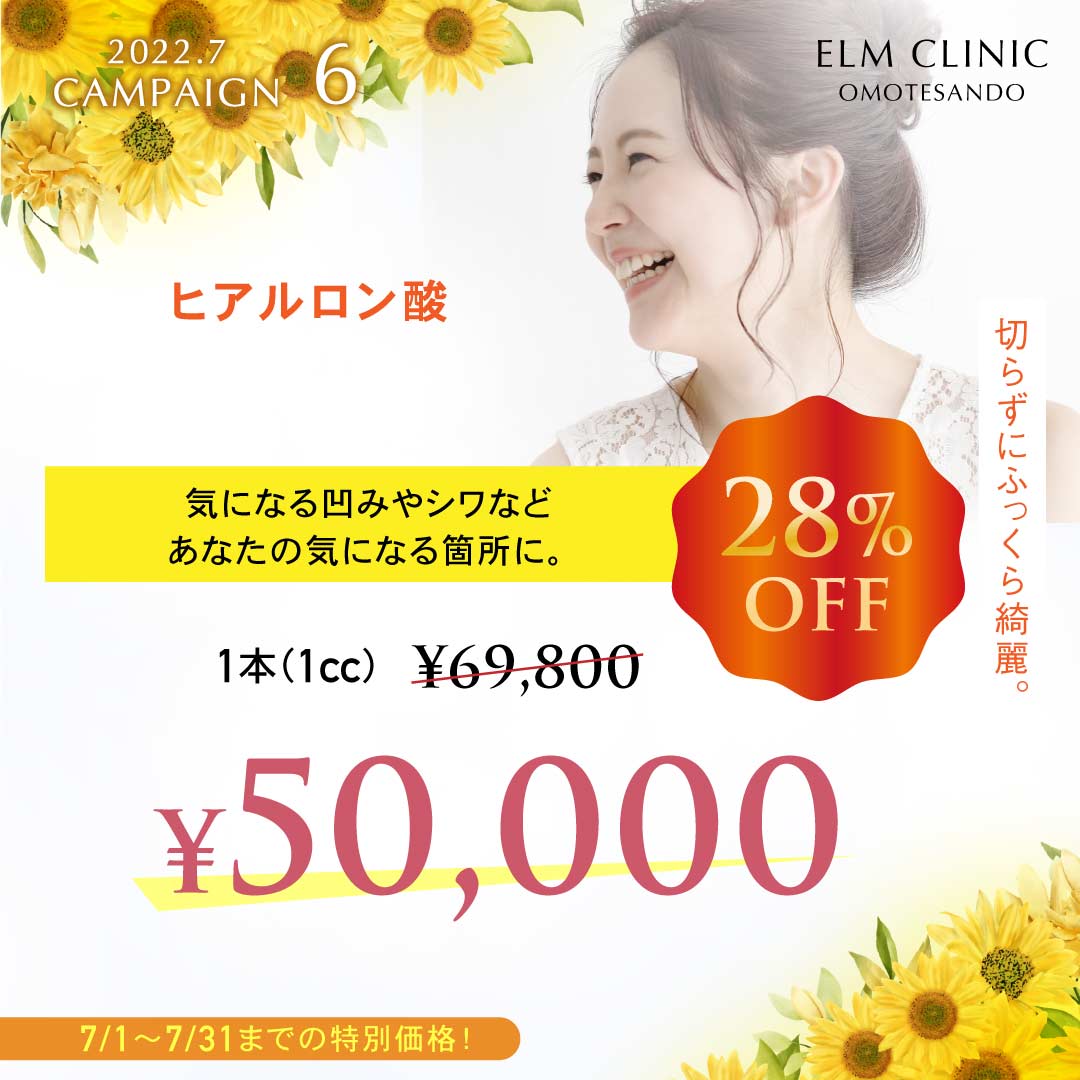 2022.7
CAMPAIGN 6
ELM CLINIC
OMOTESANDO
ヒアルロン酸
切らずにふっくら綺麗。
気になる凹みやシワなど
あなたの気になる箇所に。
28%
OFF
1本（1cc） ¥69,800
¥50,000
7/1～7/31までの特別価格！